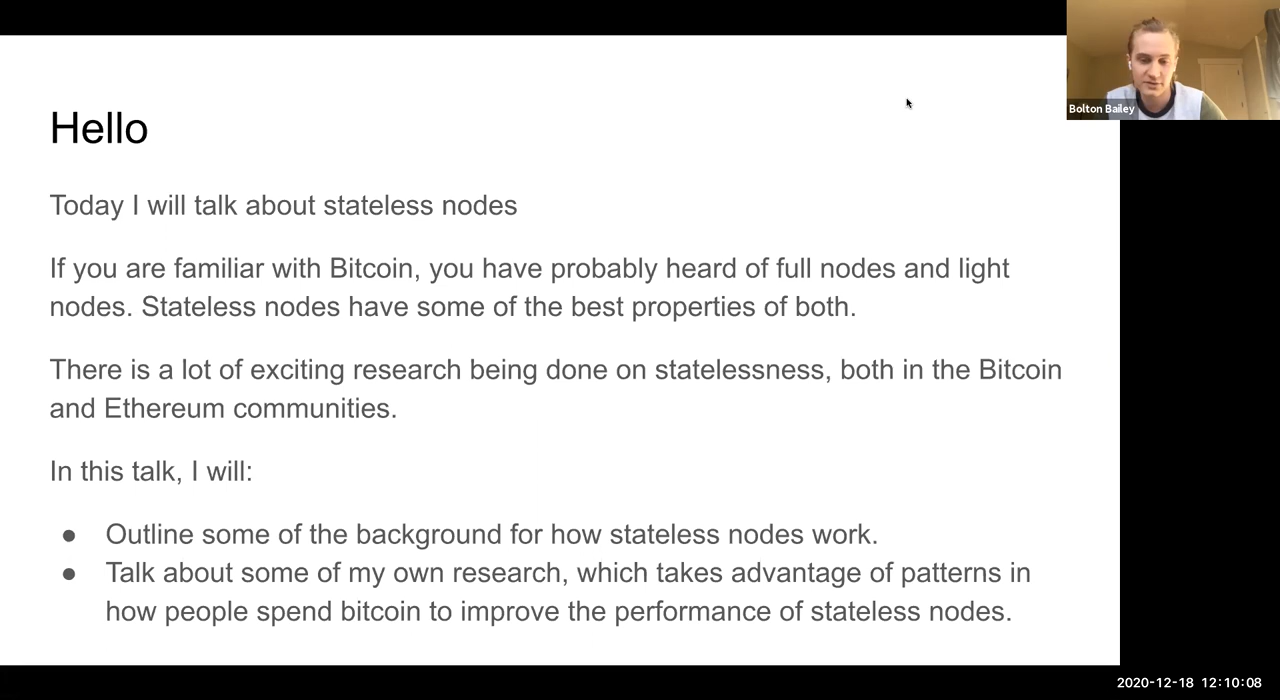 Hello
Today I will talk about stateless nodes
If you are familiar with Bitcoin, you have probably heard of full nodes and light
nodes. Stateless nodes have some of the best properties of both.
There is a lot of exciting research being done on statelessness, both in the Bitcoin
and Ethereum communities.
In this talk, I will:
● Outline some of the background for how stateless nodes work.
● Talk about some of my own research, which takes advantage of patterns in
how people spend bitcoin to improve the performance of stateless nodes.
Bolton Bailey
2020-12-18 12:10:08